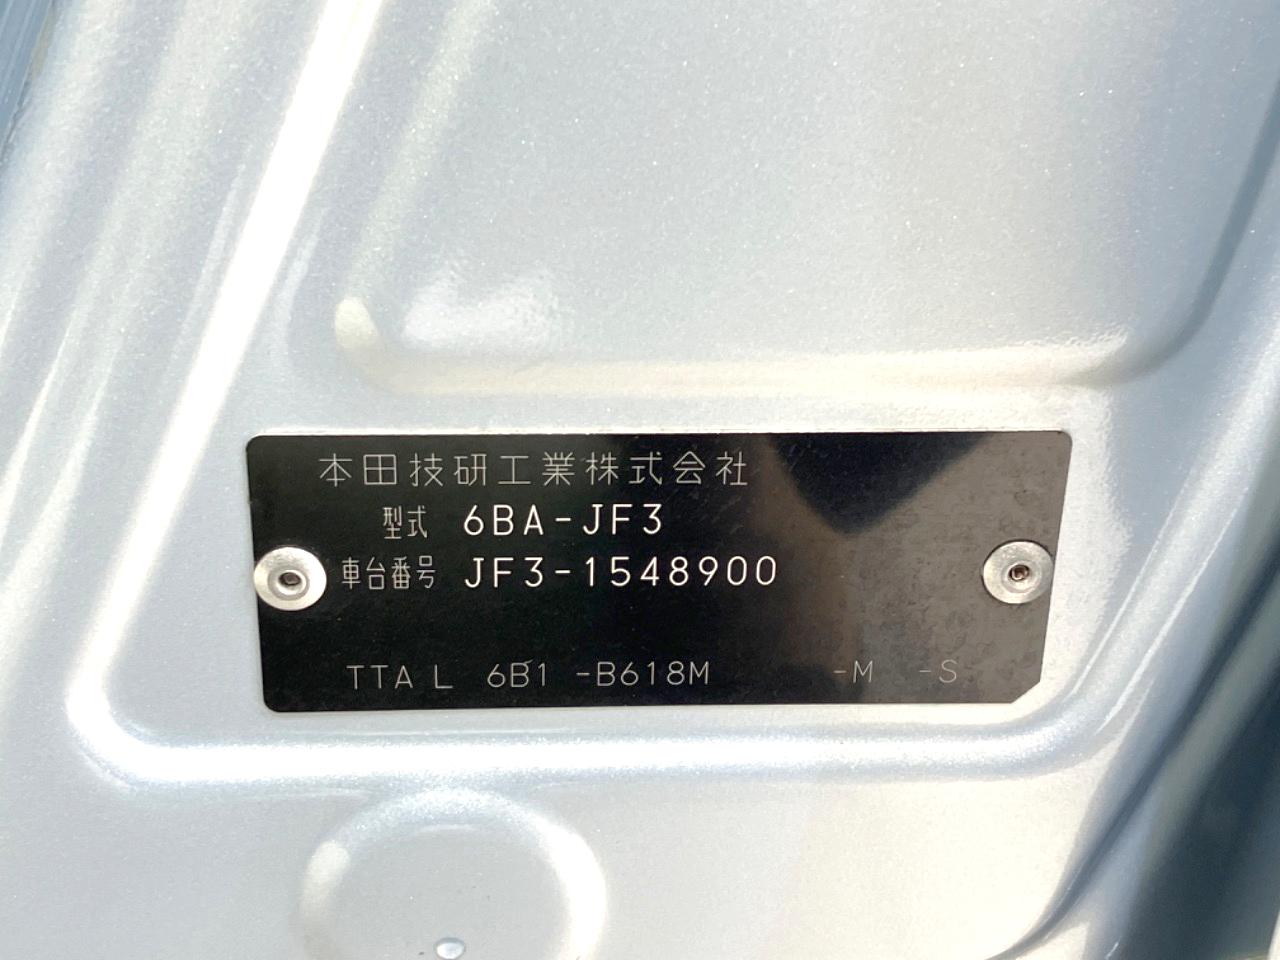 本田技研工業株式会社
型式 6BA-JF3
車台番号 JF3-1548900
TTA L 6B1 -B618M -M -S